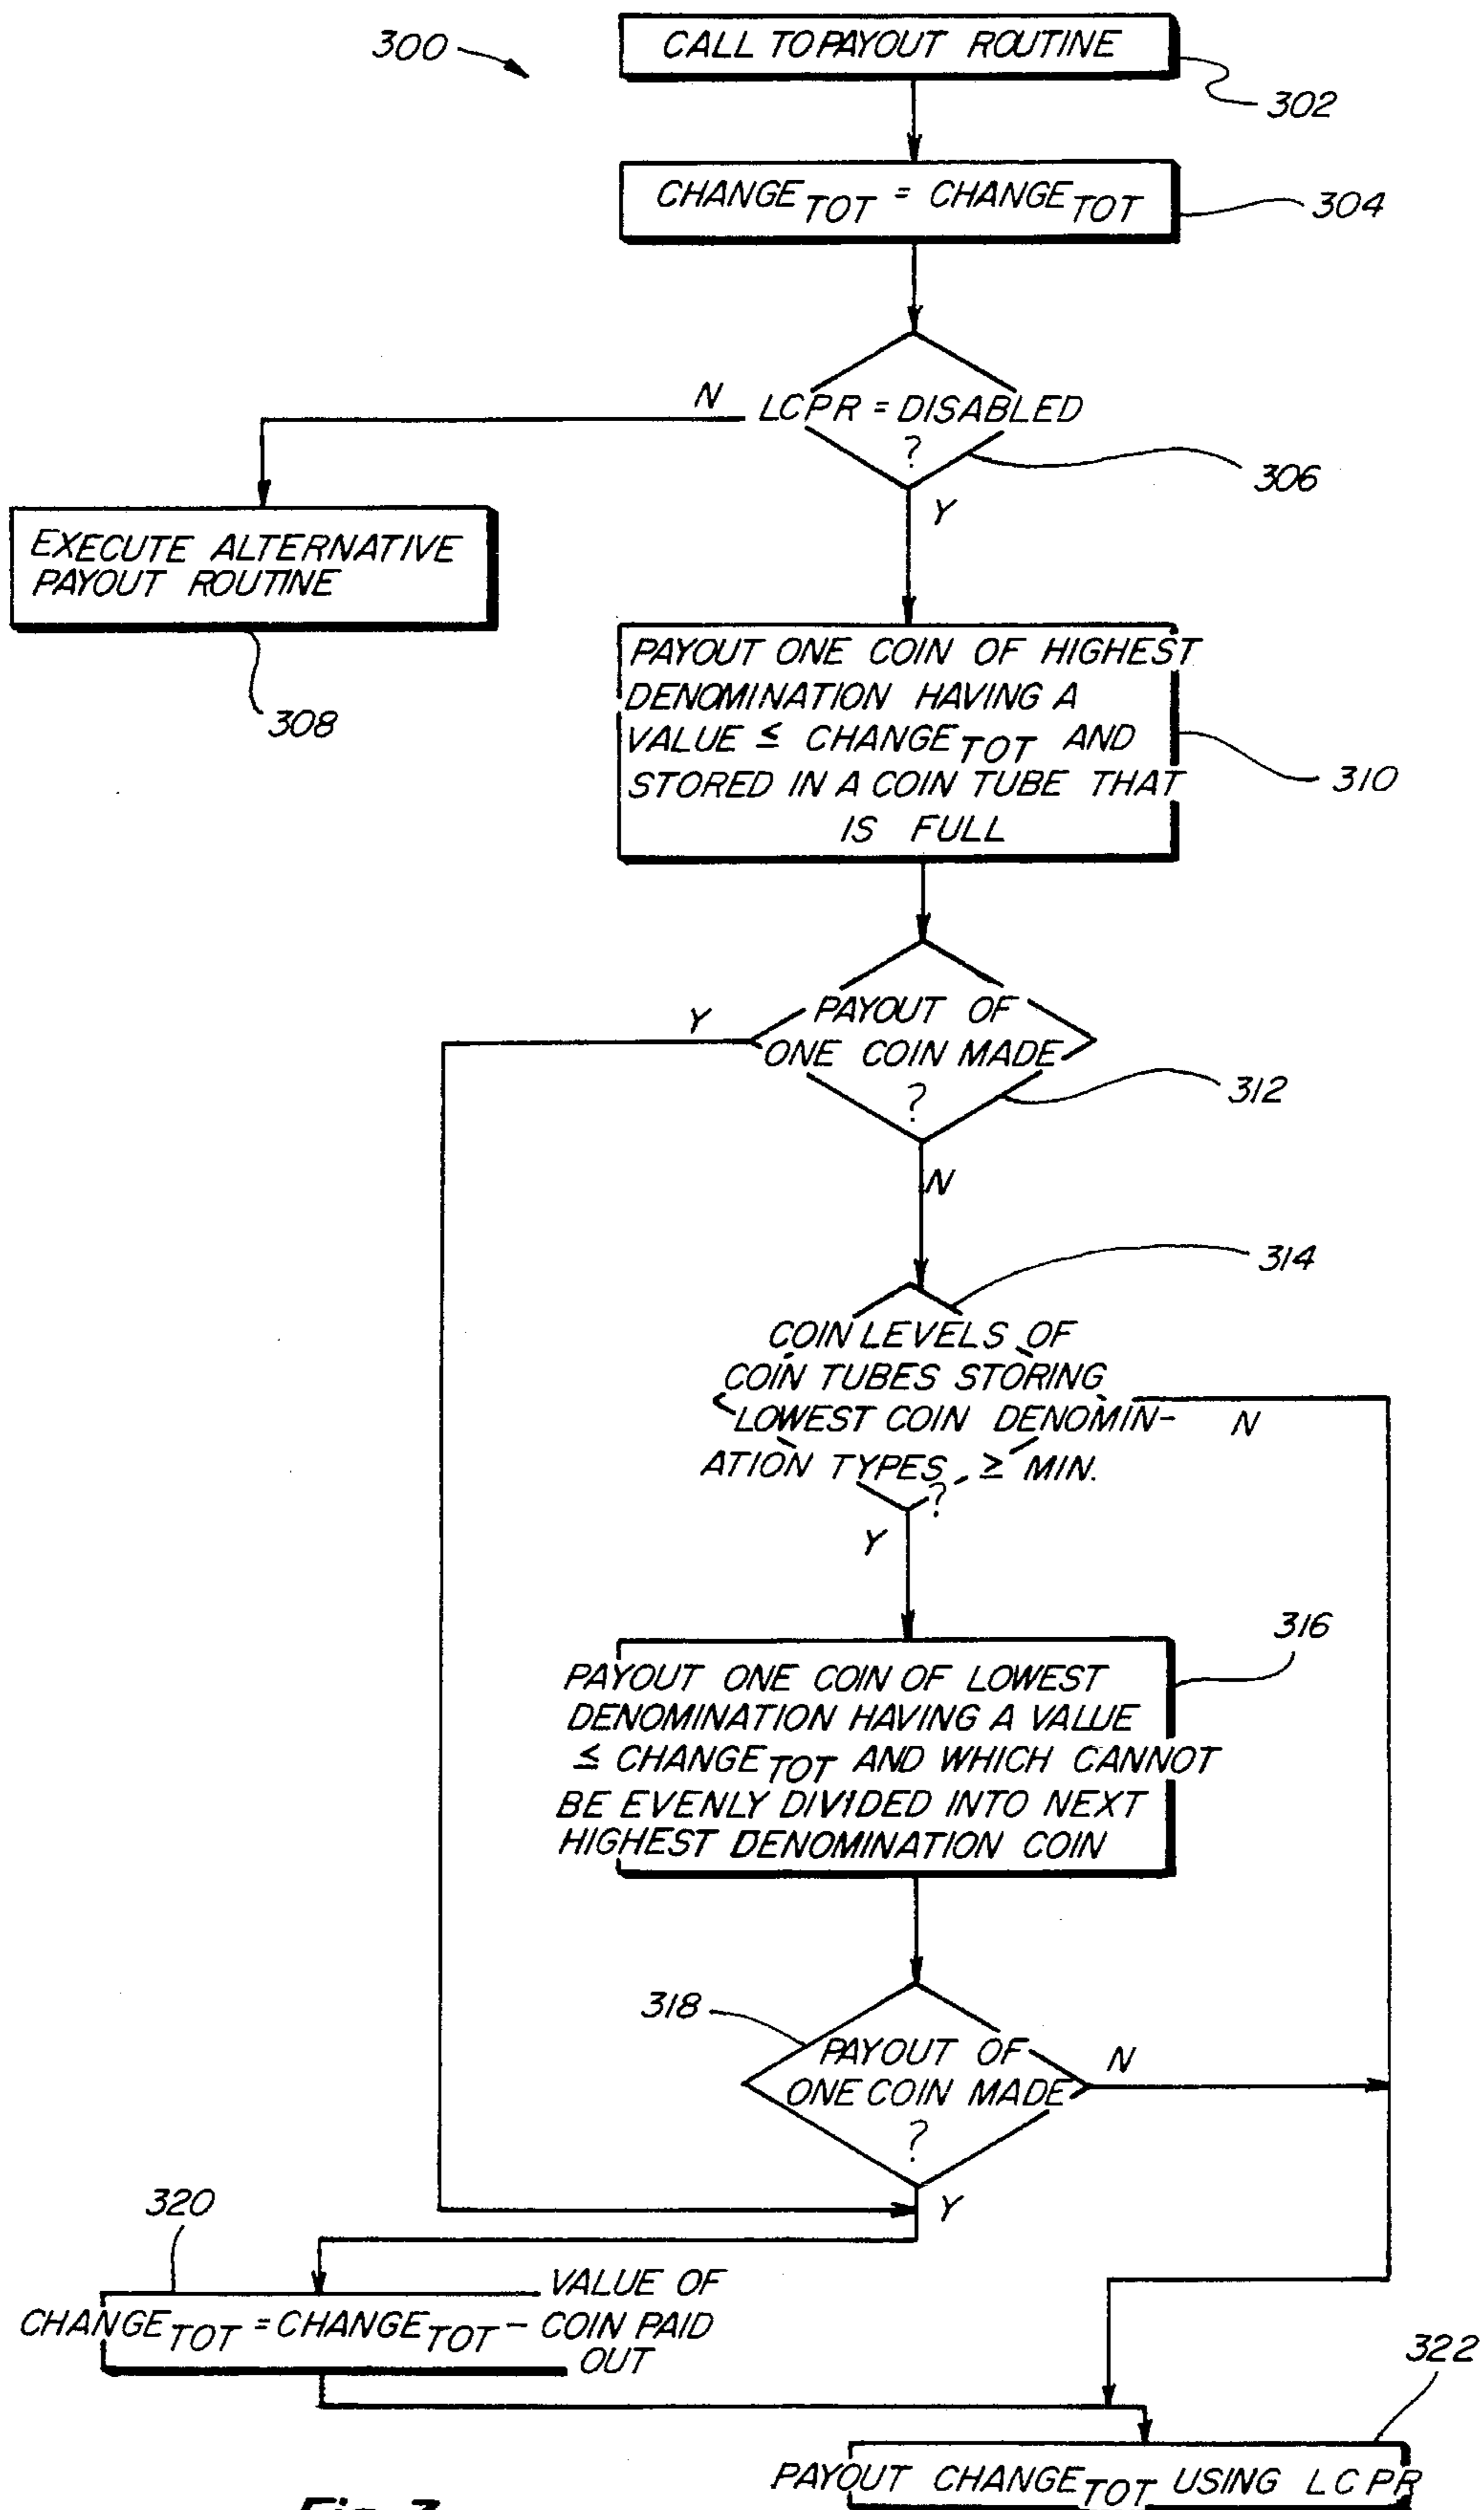 300
CALL TO PAYOUT ROUTINE
302
CHANGE TOT = CHANGE TOT
304
N
LCPR = DISABLED
?
306
Y
EXECUTE ALTERNATIVE
PAYOUT ROUTINE
308
PAYOUT ONE COIN OF HIGHEST
DENOMINATION HAVING A
VALUE ≤ CHANGE TOT AND
STORED IN A COIN TUBE THAT
IS FULL
310
Y
PAYOUT OF
ONE COIN MADE
?
312
N
314
COIN LEVELS OF
COIN TUBES STORING
LOWEST COIN DENOMIN-
ATION TYPES, ≥ MIN.
?
N
Y
316
PAYOUT ONE COIN OF LOWEST
DENOMINATION HAVING A VALUE
≤ CHANGE TOT AND WHICH CANNOT
BE EVENLY DIVIDED INTO NEXT
HIGHEST DENOMINATION COIN
318
PAYOUT OF
ONE COIN MADE
?
N
Y
320
VALUE OF
CHANGE TOT = CHANGE TOT - COIN PAID
OUT
322
PAYOUT CHANGE TOT USING LCPR